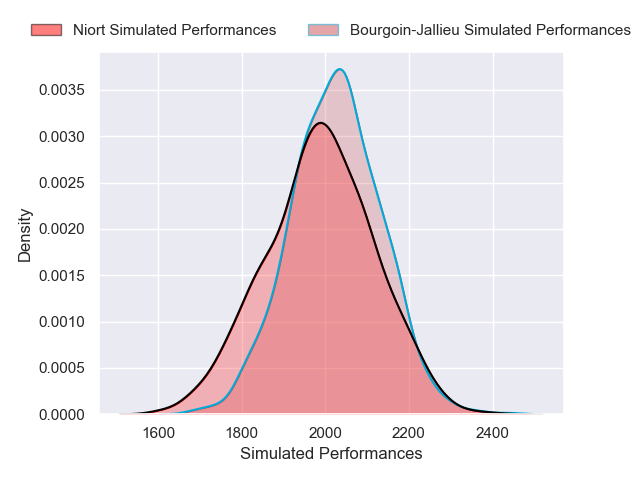 Niort Simulated Performances Bourgoin-Jallieu Simulated Performances
0.0035
0.0030
0.0025
0.0020
0.0015
0.0010
0.0005
0.0000
Density
1600 1800 2000 2200 2400
Simulated Performances